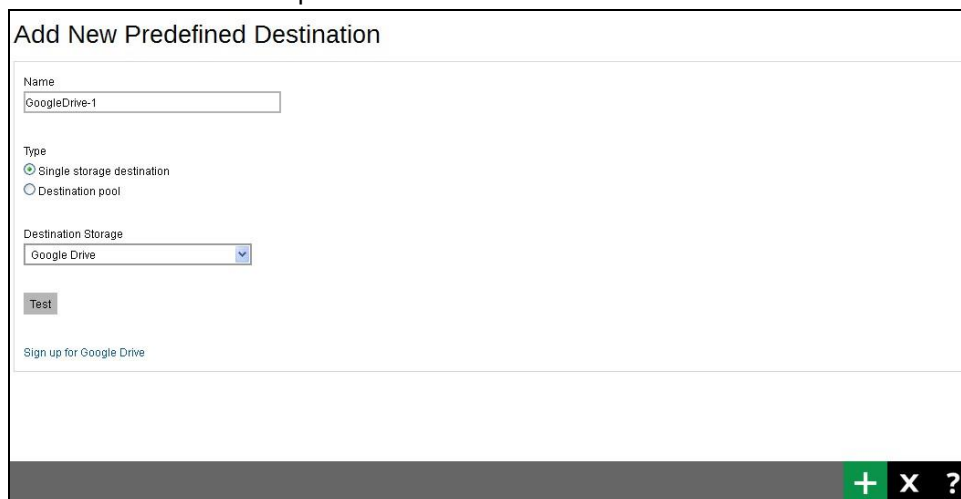 Add New Predefined Destination
Name
GoogleDrive-1
Type
Single storage destination
Destination pool
Destination Storage
Google Drive
Test
Sign up for Google Drive
+ x ?